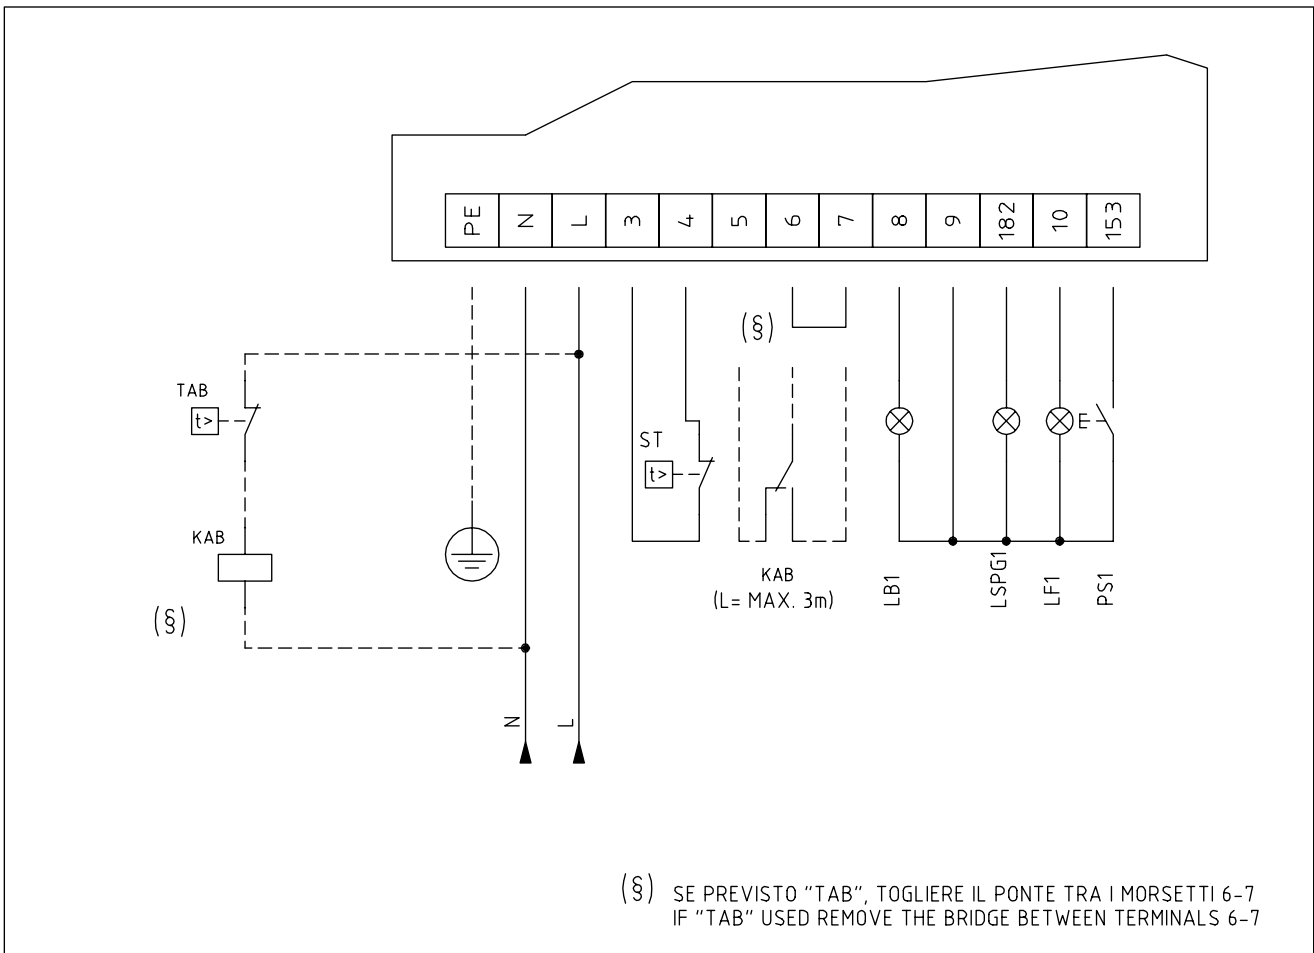 PE N L 3 4 5 6 7 8 9 182 10 153
(§)
TAB
t>
ST
t>
KAB
(§)
KAB
(L= MAX. 3m)
LB1
LSPG1
LF1
PS1
N
L
(§) SE PREVISTO "TAB", TOGLIERE IL PONTE TRA I MORSETTI 6-7
IF "TAB" USED REMOVE THE BRIDGE BETWEEN TERMINALS 6-7